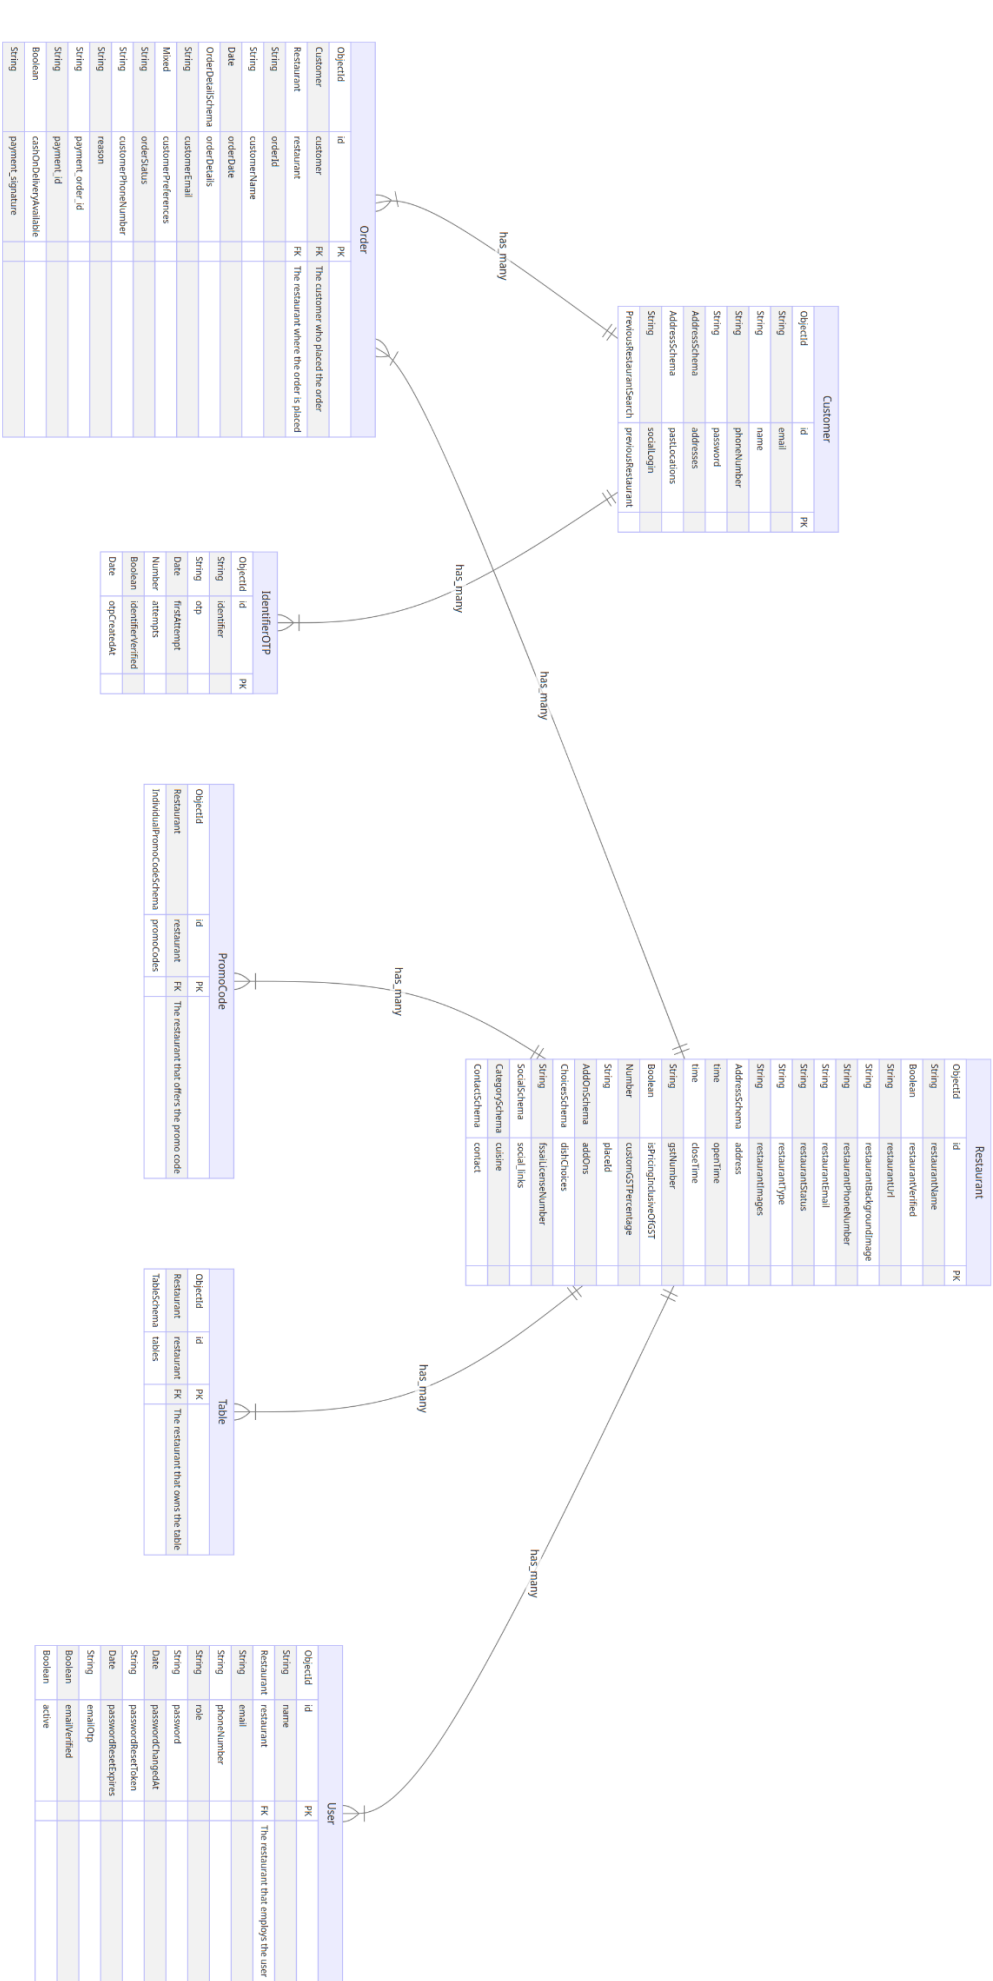 Customer
ObjectId id PK
String email
String name
String phoneNumber
String password
AddressSchema addresses
AddressSchema pastLocations
String socialLogin
PreviousRestaurantSearch previousRestaurant
has_many
has_many
has_many
Order
ObjectId id PK
Customer customer FK The customer who placed the order
Restaurant restaurant FK The restaurant where the order is placed
String orderId
String customerName
Date orderDate
OrderDetailSchema orderDetails
String customerEmail
Mixed customerPreferences
String orderStatus
String customerPhoneNumber
String reason
String payment_order_id
String payment_id
Boolean cashOnDeliveryAvailable
String payment_signature
IdentifierOTP
ObjectId id PK
String identifier
String otp
Date firstAttempt
Number attempts
Boolean identifierVerified
Date otpCreatedAt
Restaurant
ObjectId id PK
String restaurantName
Boolean restaurantVerified
String restaurantUrl
String restaurantBackgroundImage
String restaurantPhoneNumber
String restaurantEmail
String restaurantStatus
String restaurantType
String restaurantImages
AddressSchema address
time openTime
time closeTime
String gstNumber
Boolean isPricingInclusiveOfGST
Number customGSTPercentage
String placeId
AddOnSchema addOns
ChoicesSchema dishChoices
String fssaiLicenseNumber
SocialSchema social_links
CategorySchema cuisine
ContactSchema contact
has_many
has_many
has_many
PromoCode
ObjectId id PK
Restaurant restaurant FK The restaurant that offers the promo code
IndividualPromoCodeSchema promoCodes
Table
ObjectId id PK
Restaurant restaurant FK The restaurant that owns the table
TableSchema tables
User
ObjectId id PK
String name
Restaurant restaurant FK The restaurant that employs the user
String email
String phoneNumber
String role
String password
Date passwordChangedAt
String passwordResetToken
Date passwordResetExpires
String emailOtp
Boolean emailVerified
Boolean active